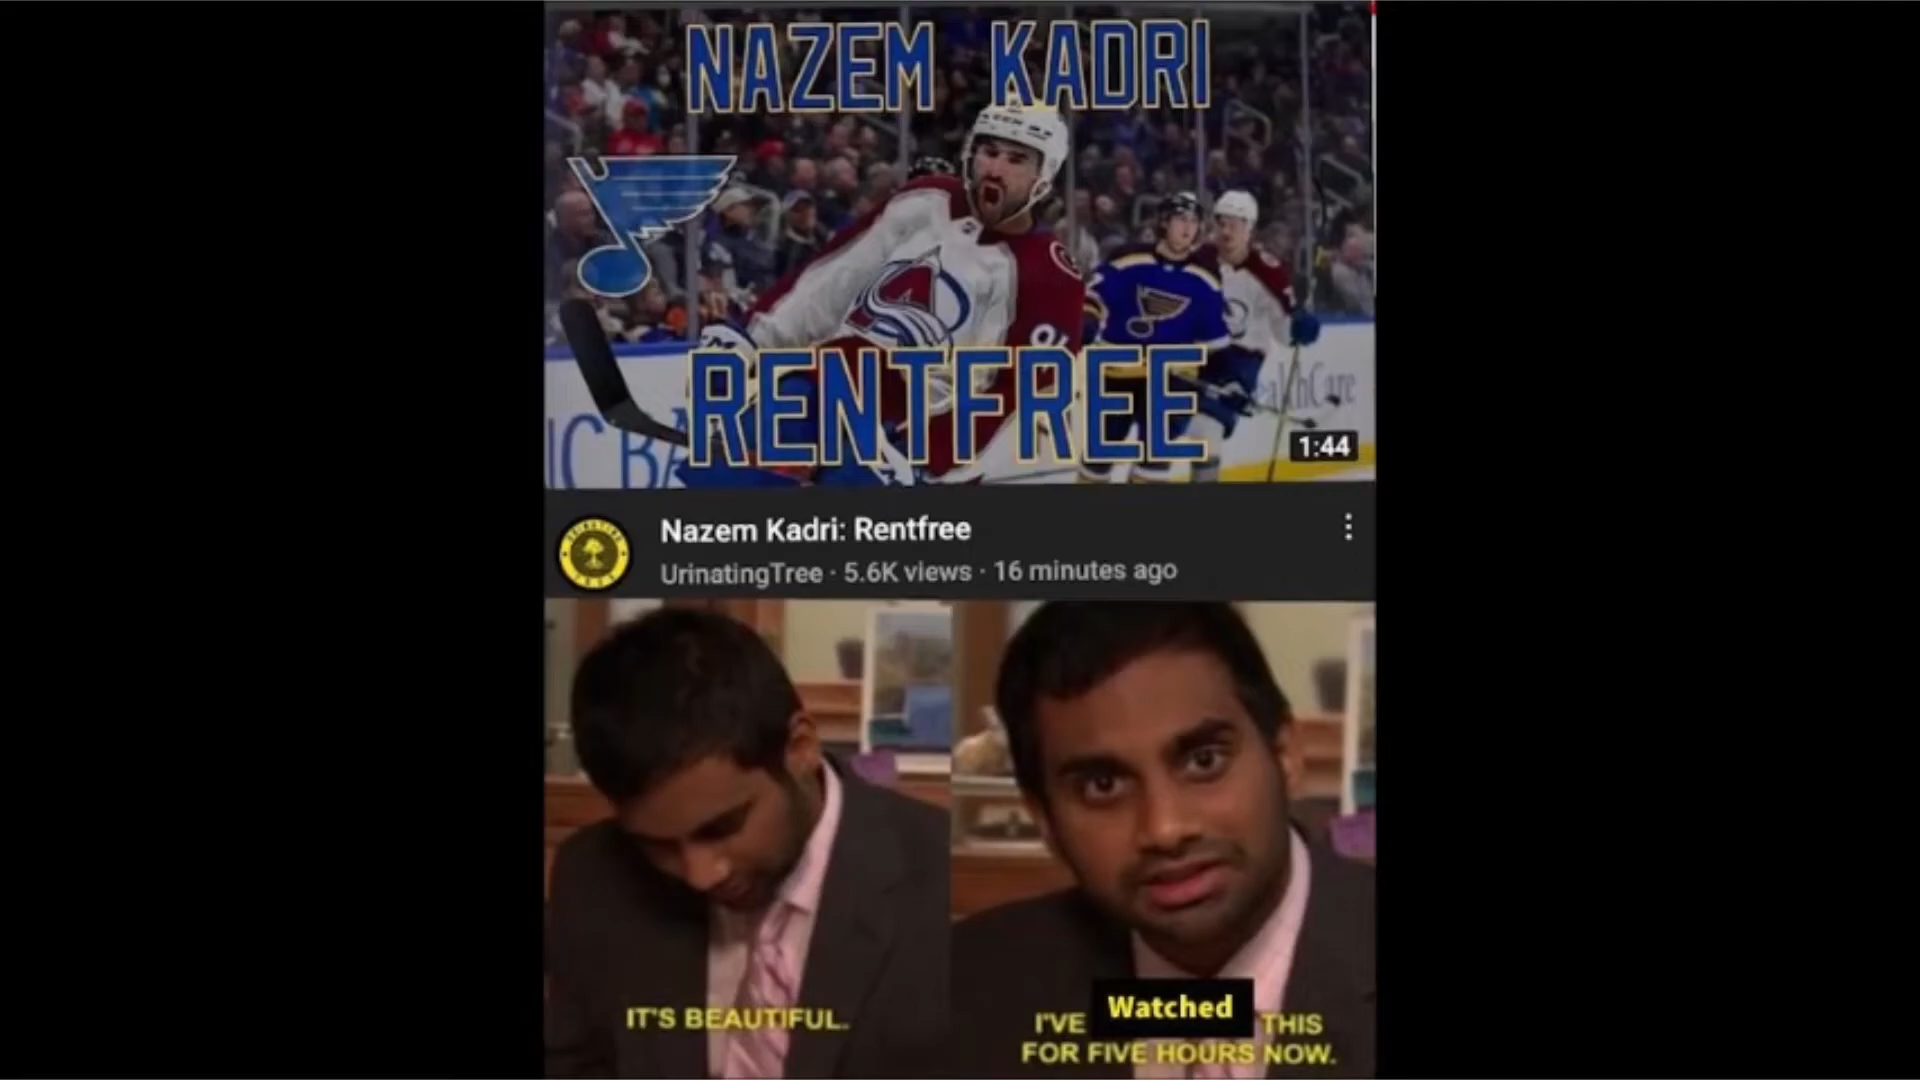 NAZEM KADRI
RENTFREE
1:44
Nazem Kadri: Rentfree
UrinatingTree · 5.6K views · 16 minutes ago
IT'S BEAUTIFUL.
I'VE Watched THIS
FOR FIVE HOURS NOW.